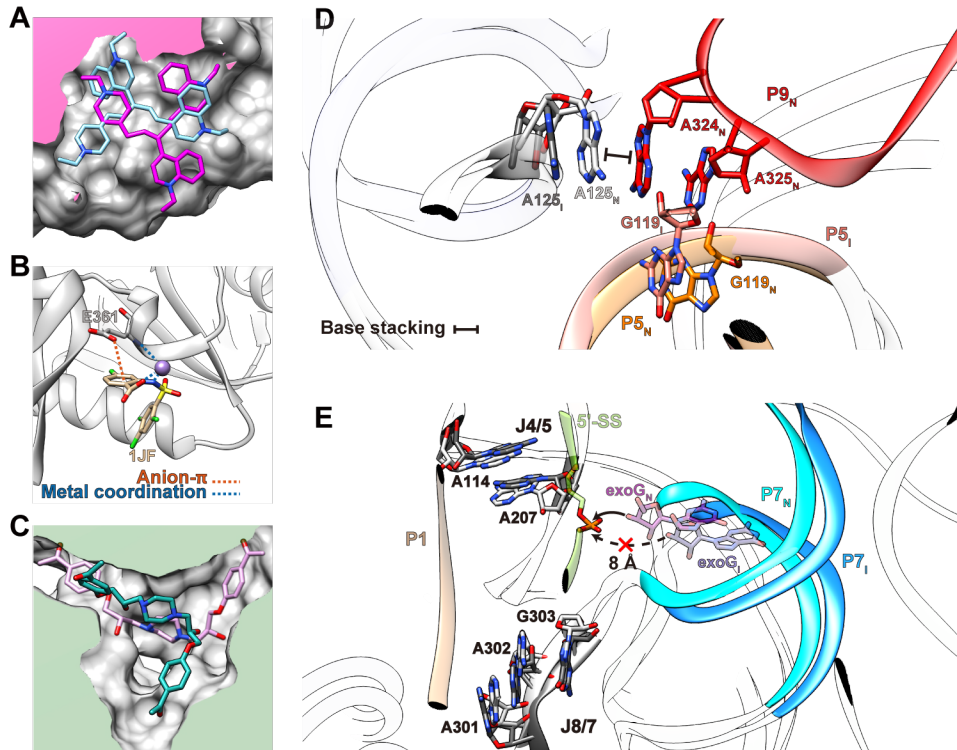 A
B
E361
1JF
Anion-π
Metal coordination
C
D
P9N
A324N
A325N
A125I
A125N
G119I
P5I
G119N
P5N
Base stacking
E
J4/5
5'-SS
A114
A207
P1
exoGN
P7N
8 Å
exoGI
P7I
G303
A302
A301
J8/7